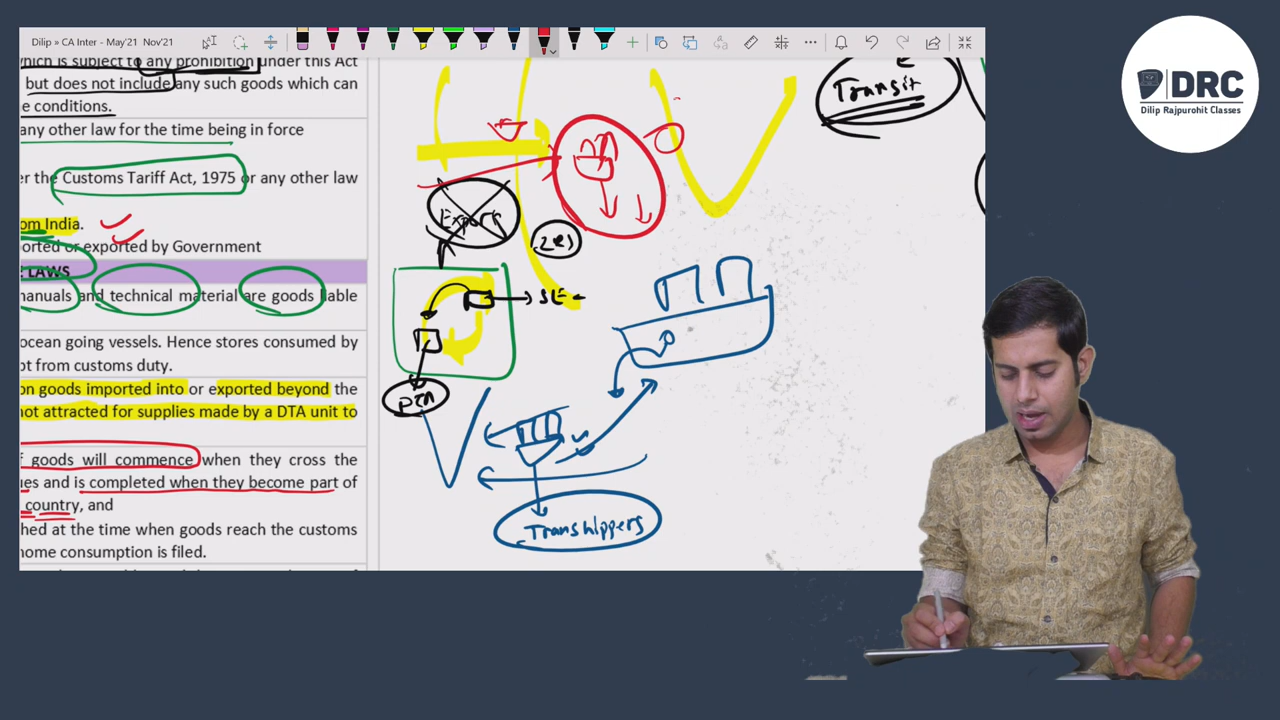 Dilip » CA Inter - May'21 Nov'21
which is subject to any prohibition under this Act
but does not include any such goods which can
e conditions.
any other law for the time being in force
er the Customs Tariff Act, 1975 or any other law
om India.
orted or exported by Government
LAWS
manuals and technical material are goods liable
ocean going vessels. Hence stores consumed by
pt from customs duty.
on goods imported into or exported beyond the
not attracted for supplies made by a DTA unit to
f goods will commence when they cross the
ues and is completed when they become part of
country, and
hed at the time when goods reach the customs
home consumption is filed.
Transit
Export
Transhippers
DRC
Dilip Rajpurohit Classes